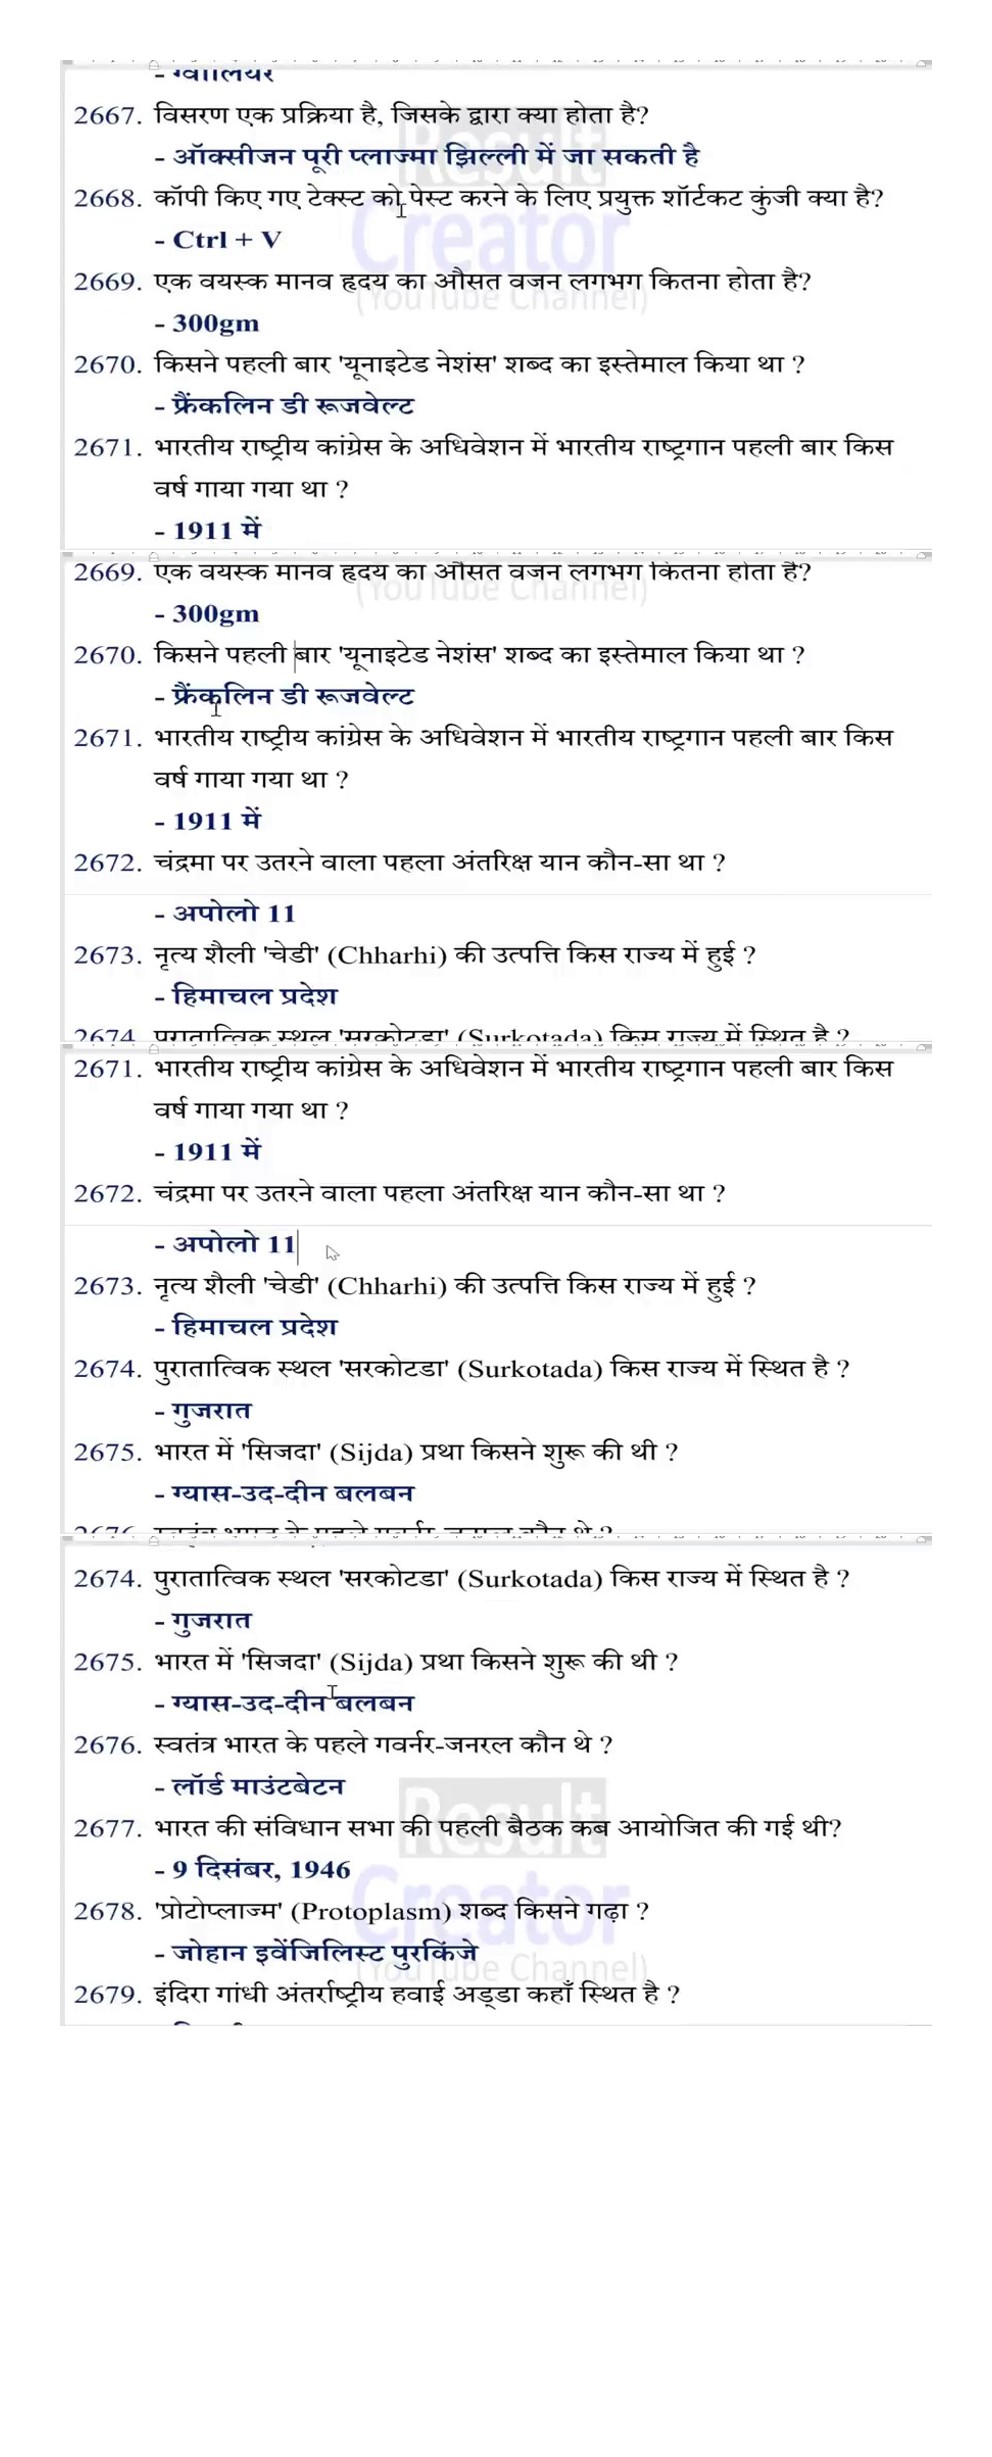 - ग्वालियर
2667. विसरण एक प्रक्रिया है, जिसके द्वारा क्या होता है?
Result
- ऑक्सीजन पूरी प्लाज्मा झिल्ली में जा सकती है
2668. कॉपी किए गए टेक्स्ट को पेस्ट करने के लिए प्रयुक्त शॉर्टकट कुंजी क्या है?
Creator
- Ctrl + V
2669. एक वयस्क मानव हृदय का औसत वजन लगभग कितना होता है?
(YouTube Channel)
- 300gm
2670. किसने पहली बार 'यूनाइटेड नेशंस' शब्द का इस्तेमाल किया था ?
- फ्रैंकलिन डी रूजवेल्ट
2671. भारतीय राष्ट्रीय कांग्रेस के अधिवेशन में भारतीय राष्ट्रगान पहली बार किस
वर्ष गाया गया था ?
- 1911 में
2669. एक वयस्क मानव हृदय का औसत वजन लगभग कितना होता है?
(YouTube Channel)
- 300gm
2670. किसने पहली बार 'यूनाइटेड नेशंस' शब्द का इस्तेमाल किया था ?
- फ्रैंकलिन डी रूजवेल्ट
2671. भारतीय राष्ट्रीय कांग्रेस के अधिवेशन में भारतीय राष्ट्रगान पहली बार किस
वर्ष गाया गया था ?
- 1911 में
2672. चंद्रमा पर उतरने वाला पहला अंतरिक्ष यान कौन-सा था ?
- अपोलो 11
2673. नृत्य शैली 'चेडी' (Chharhi) की उत्पत्ति किस राज्य में हुई ?
- हिमाचल प्रदेश
2674. पुरातात्विक स्थल 'सरकोटडा' (Surkotada) किस राज्य में स्थित है ?
2671. भारतीय राष्ट्रीय कांग्रेस के अधिवेशन में भारतीय राष्ट्रगान पहली बार किस
वर्ष गाया गया था ?
- 1911 में
2672. चंद्रमा पर उतरने वाला पहला अंतरिक्ष यान कौन-सा था ?
- अपोलो 11
2673. नृत्य शैली 'चेडी' (Chharhi) की उत्पत्ति किस राज्य में हुई ?
- हिमाचल प्रदेश
2674. पुरातात्विक स्थल 'सरकोटडा' (Surkotada) किस राज्य में स्थित है ?
- गुजरात
2675. भारत में 'सिजदा' (Sijda) प्रथा किसने शुरू की थी ?
- ग्यास-उद-दीन बलबन
2676. स्वतंत्र भारत के पहले गवर्नर-जनरल कौन थे ?
2674. पुरातात्विक स्थल 'सरकोटडा' (Surkotada) किस राज्य में स्थित है ?
- गुजरात
2675. भारत में 'सिजदा' (Sijda) प्रथा किसने शुरू की थी ?
- ग्यास-उद-दीन बलबन
2676. स्वतंत्र भारत के पहले गवर्नर-जनरल कौन थे ?
- लॉर्ड माउंटबेटन
Result
2677. भारत की संविधान सभा की पहली बैठक कब आयोजित की गई थी?
- 9 दिसंबर, 1946
Creator
2678. 'प्रोटोप्लाज्म' (Protoplasm) शब्द किसने गढ़ा ?
- जोहान इवेंजिलिस्ट पुरकिंजे
(YouTube Channel)
2679. इंदिरा गांधी अंतर्राष्ट्रीय हवाई अड्डा कहाँ स्थित है ?